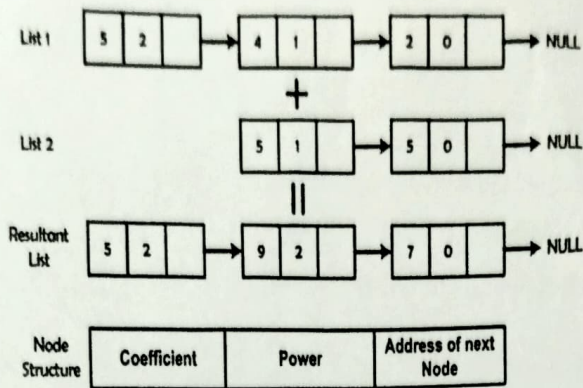 List 1 5 2 4 1 2 0 NULL
+
List 2 5 1 5 0 NULL
||
Resultant List 5 2 9 2 7 0 NULL
Node Structure Coefficient Power Address of next Node